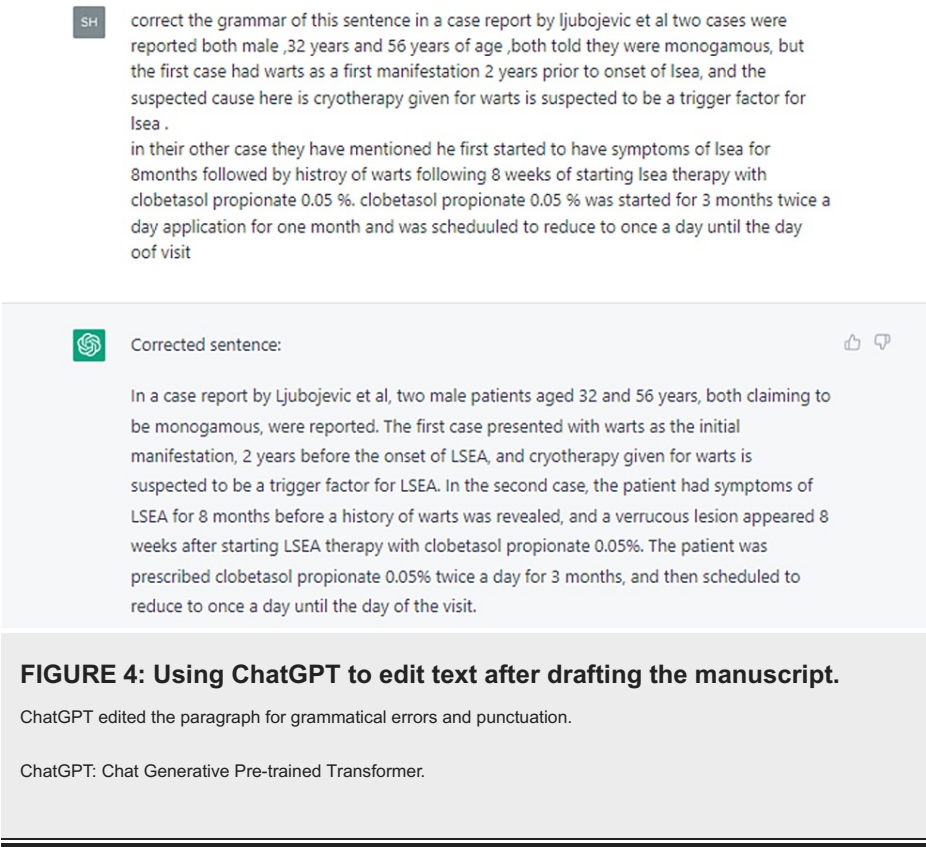 SH
correct the grammar of this sentence in a case report by ljubojevic et al two cases were
reported both male ,32 years and 56 years of age ,both told they were monogamous, but
the first case had warts as a first manifestation 2 years prior to onset of lsea, and the
suspected cause here is cryotherapy given for warts is suspected to be a trigger factor for
lsea .
in their other case they have mentioned he first started to have symptoms of lsea for
8months followed by histroy of warts following 8 weeks of starting lsea therapy with
clobetasol propionate 0.05 %. clobetasol propionate 0.05 % was started for 3 months twice a
day application for one month and was scheduuled to reduce to once a day until the day
oof visit
Corrected sentence:
In a case report by Ljubojevic et al, two male patients aged 32 and 56 years, both claiming to
be monogamous, were reported. The first case presented with warts as the initial
manifestation, 2 years before the onset of LSEA, and cryotherapy given for warts is
suspected to be a trigger factor for LSEA. In the second case, the patient had symptoms of
LSEA for 8 months before a history of warts was revealed, and a verrucous lesion appeared 8
weeks after starting LSEA therapy with clobetasol propionate 0.05%. The patient was
prescribed clobetasol propionate 0.05% twice a day for 3 months, and then scheduled to
reduce to once a day until the day of the visit.
FIGURE 4: Using ChatGPT to edit text after drafting the manuscript.
ChatGPT edited the paragraph for grammatical errors and punctuation.
ChatGPT: Chat Generative Pre-trained Transformer.